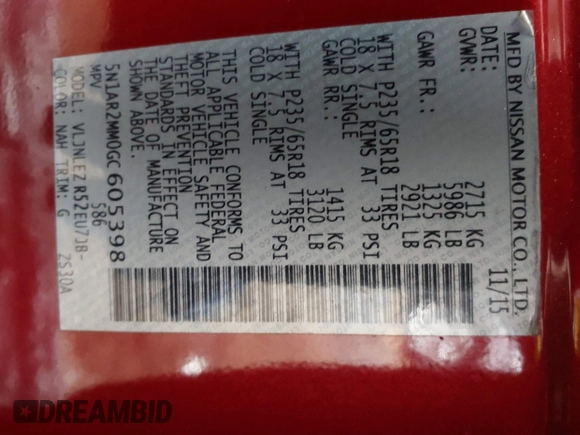 MFD BY NISSAN MOTOR CO., LTD.
DATE: 11/15
GVWR: 2715 KG
5986 LB
GAWR FR.: 1325 KG
2921 LB
WITH P235/65R18 TIRES
18 X 7.5 RIMS AT 33 PSI
COLD SINGLE
GAWR RR.: 1415 KG
3120 LB
WITH P235/65R18 TIRES
18 X 7.5 RIMS AT 33 PSI
COLD SINGLE
THIS VEHICLE CONFORMS TO
ALL APPLICABLE FEDERAL
MOTOR VEHICLE SAFETY AND
THEFT PREVENTION
STANDARDS IN EFFECT ON
THE DATE OF MANUFACTURE
SHOWN ABOVE.
5N1AR2MM0GC605398
MPV 586
MODEL: VLJNLEZ R52EU7JB-
COLOR: NAH TRIM: G ZS30A
DREAMBID